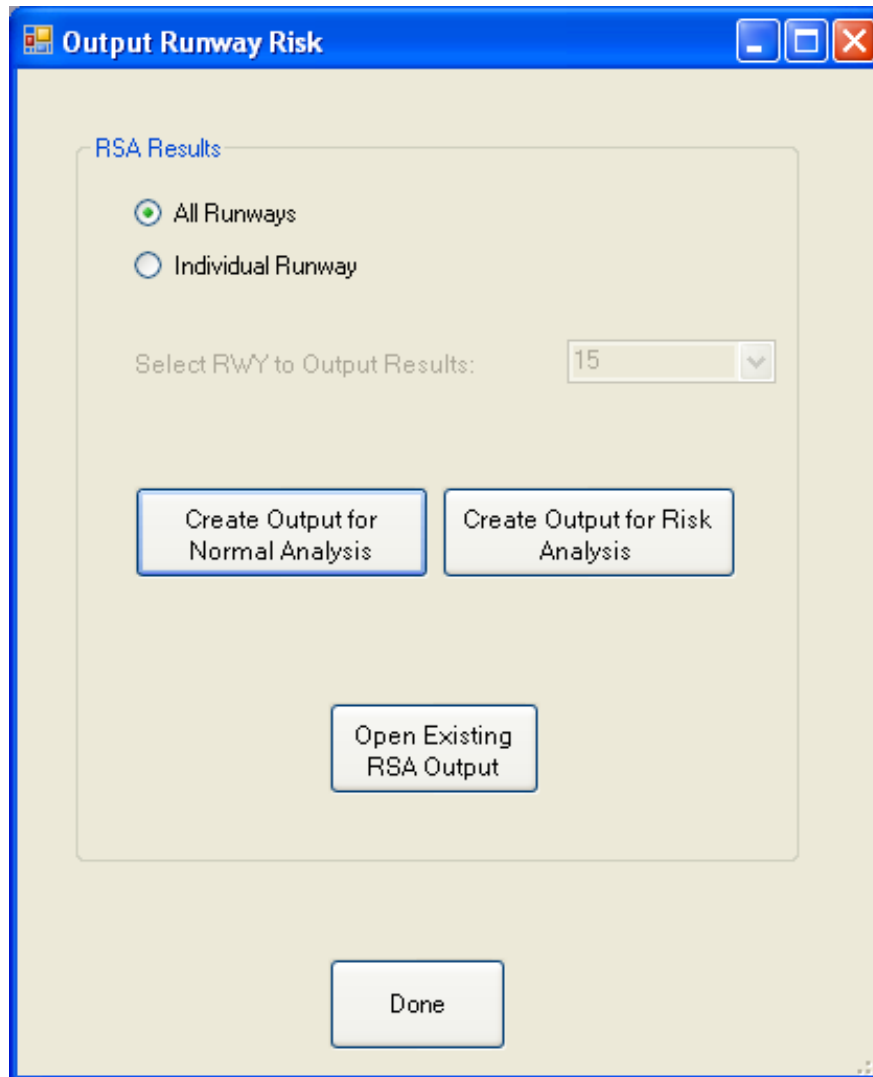 Output Runway Risk
RSA Results
All Runways
Individual Runway
Select RWY to Output Results: 15
Create Output for
Normal Analysis
Create Output for Risk
Analysis
Open Existing
RSA Output
Done